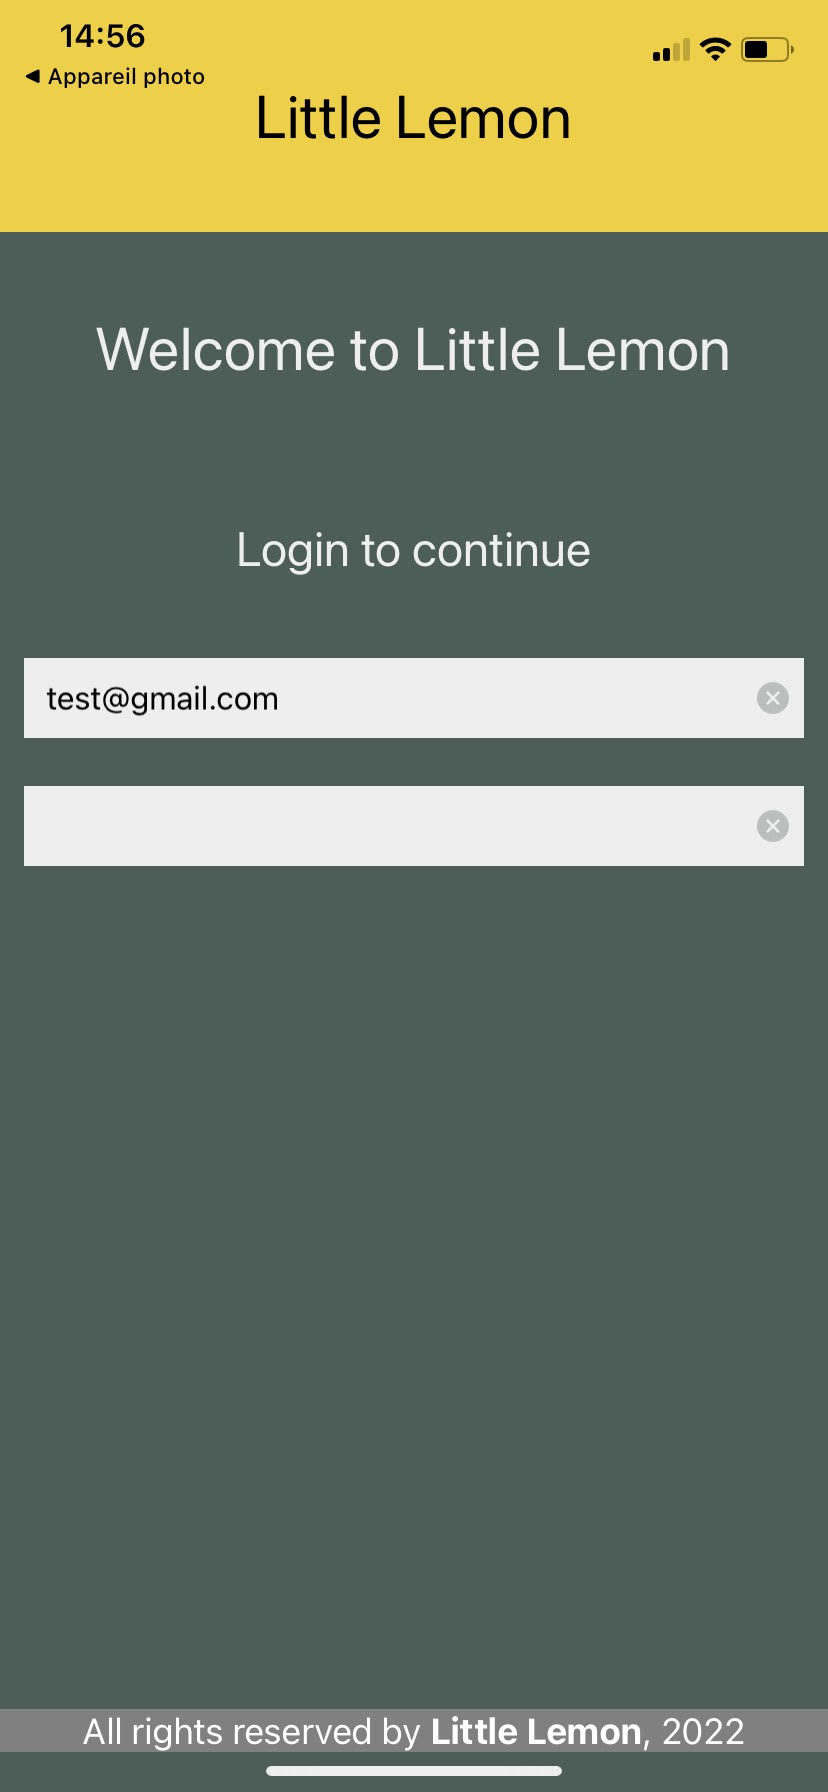 14:56
◀ Appareil photo
Little Lemon
Welcome to Little Lemon
Login to continue
test@gmail.com
All rights reserved by Little Lemon, 2022